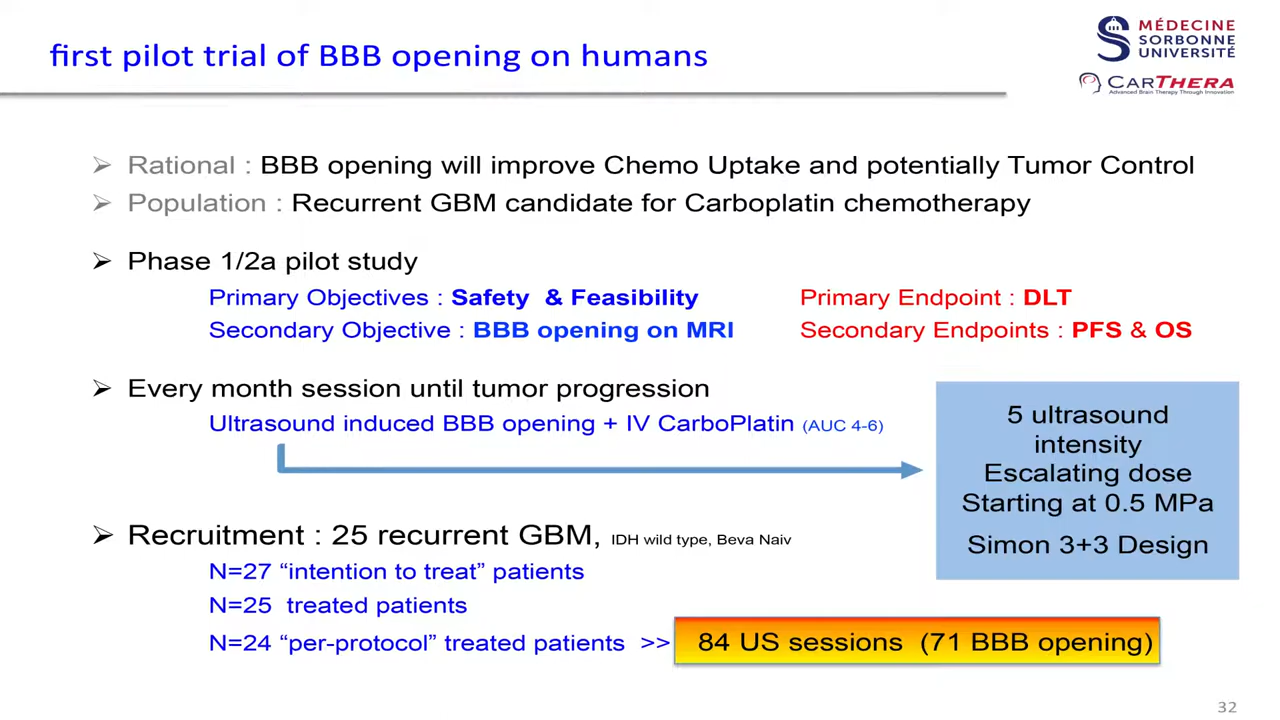 first pilot trial of BBB opening on humans
MÉDECINE
SORBONNE
UNIVERSITÉ
CARTHERA
Advanced Brain Therapy Through Innovation
➢ Rational : BBB opening will improve Chemo Uptake and potentially Tumor Control
➢ Population : Recurrent GBM candidate for Carboplatin chemotherapy
➢ Phase 1/2a pilot study
Primary Objectives : Safety & Feasibility
Primary Endpoint : DLT
Secondary Objective : BBB opening on MRI
Secondary Endpoints : PFS & OS
➢ Every month session until tumor progression
Ultrasound induced BBB opening + IV CarboPlatin (AUC 4-6)
5 ultrasound
intensity
Escalating dose
Starting at 0.5 MPa
Simon 3+3 Design
➢ Recruitment : 25 recurrent GBM, IDH wild type, Beva Naiv
N=27 “intention to treat” patients
N=25 treated patients
N=24 “per-protocol” treated patients >> 84 US sessions (71 BBB opening)
32